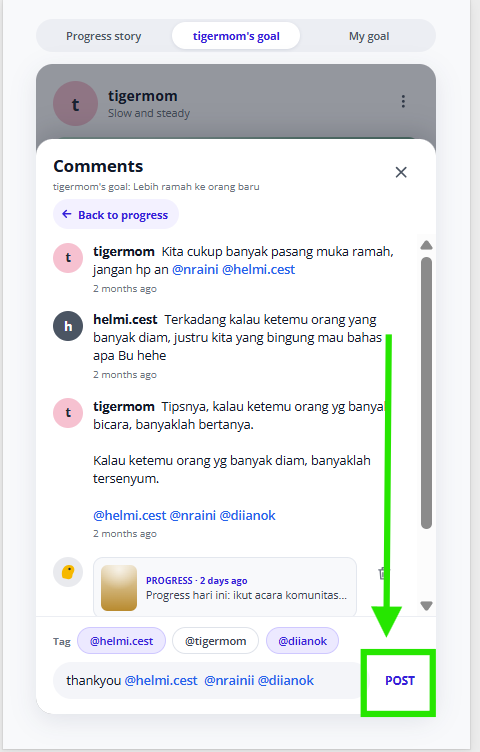 Progress story
tigermom's goal
My goal
t
tigermom
Slow and steady
Comments
tigermom's goal: Lebih ramah ke orang baru
← Back to progress
t
tigermom Kita cukup banyak pasang muka ramah,
jangan hp an @nraini @helmi.cest
2 months ago
h
helmi.cest Terkadang kalau ketemu orang yang
banyak diam, justru kita yang bingung mau bahas
apa Bu hehe
2 months ago
t
tigermom Tipsnya, kalau ketemu orang yg banyak
bicara, banyaklah bertanya.
Kalau ketemu orang yg banyak diam, banyaklah
tersenyum.
@helmi.cest @nraini @diianok
2 months ago
PROGRESS · 2 days ago
Progress hari ini: ikut acara komunitas...
Tag
@helmi.cest
@tigermom
@diianok
thankyou @helmi.cest @nrainii @diianok
POST